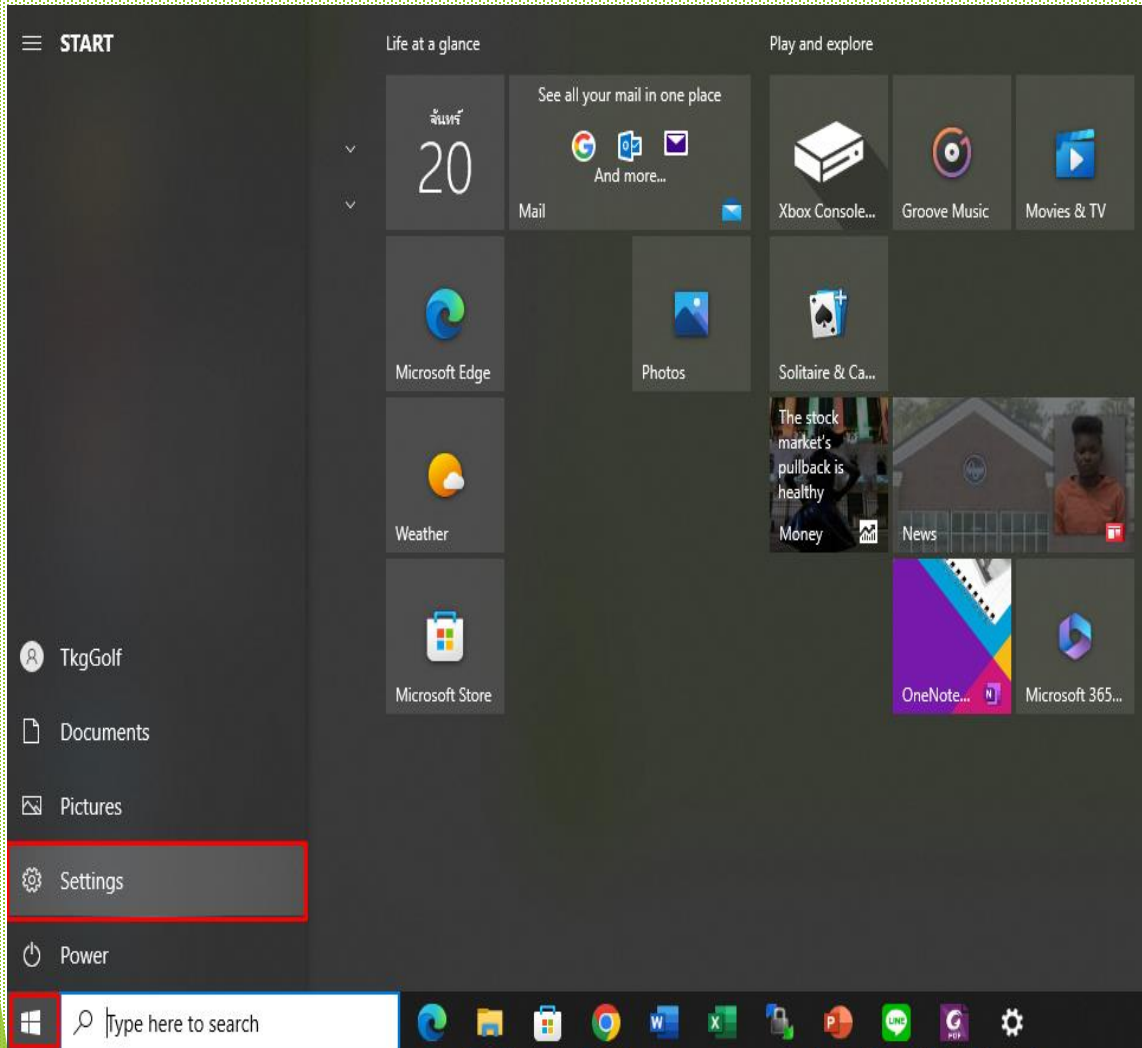 START
Life at a glance
Play and explore
จันทร์
20
See all your mail in one place
And more...
Mail
Xbox Console...
Groove Music
Movies & TV
Microsoft Edge
Photos
Solitaire & Ca...
Weather
The stock
market's
pullback is
healthy
Money
News
Microsoft Store
OneNote...
Microsoft 365...
TkgGolf
Documents
Pictures
Settings
Power
Type here to search